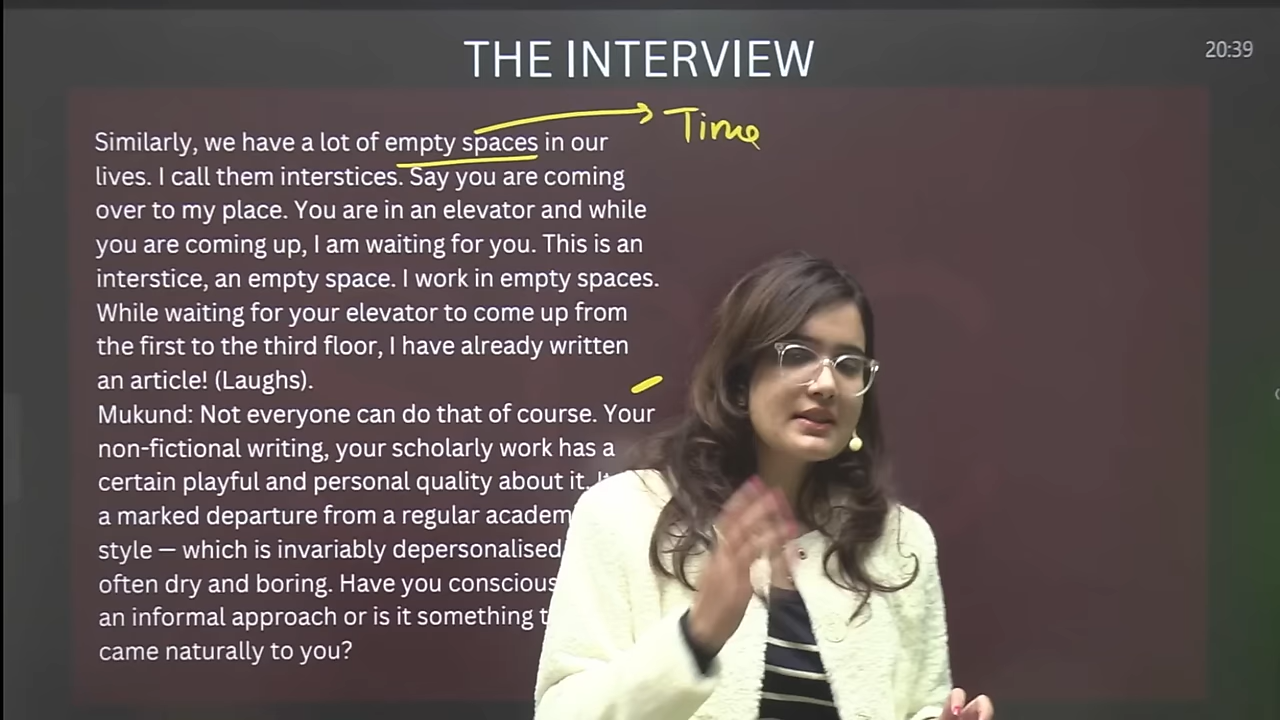 THE INTERVIEW
20:39
Time
Similarly, we have a lot of empty spaces in our
lives. I call them interstices. Say you are coming
over to my place. You are in an elevator and while
you are coming up, I am waiting for you. This is an
interstice, an empty space. I work in empty spaces.
While waiting for your elevator to come up from
the first to the third floor, I have already written
an article! (Laughs).
Mukund: Not everyone can do that of course. Your
non-fictional writing, your scholarly work has a
certain playful and personal quality about it.
a marked departure from a regular
style — which is invariably depersonalised
often dry and boring. Have you
an informal approach or is it something
came naturally to you?